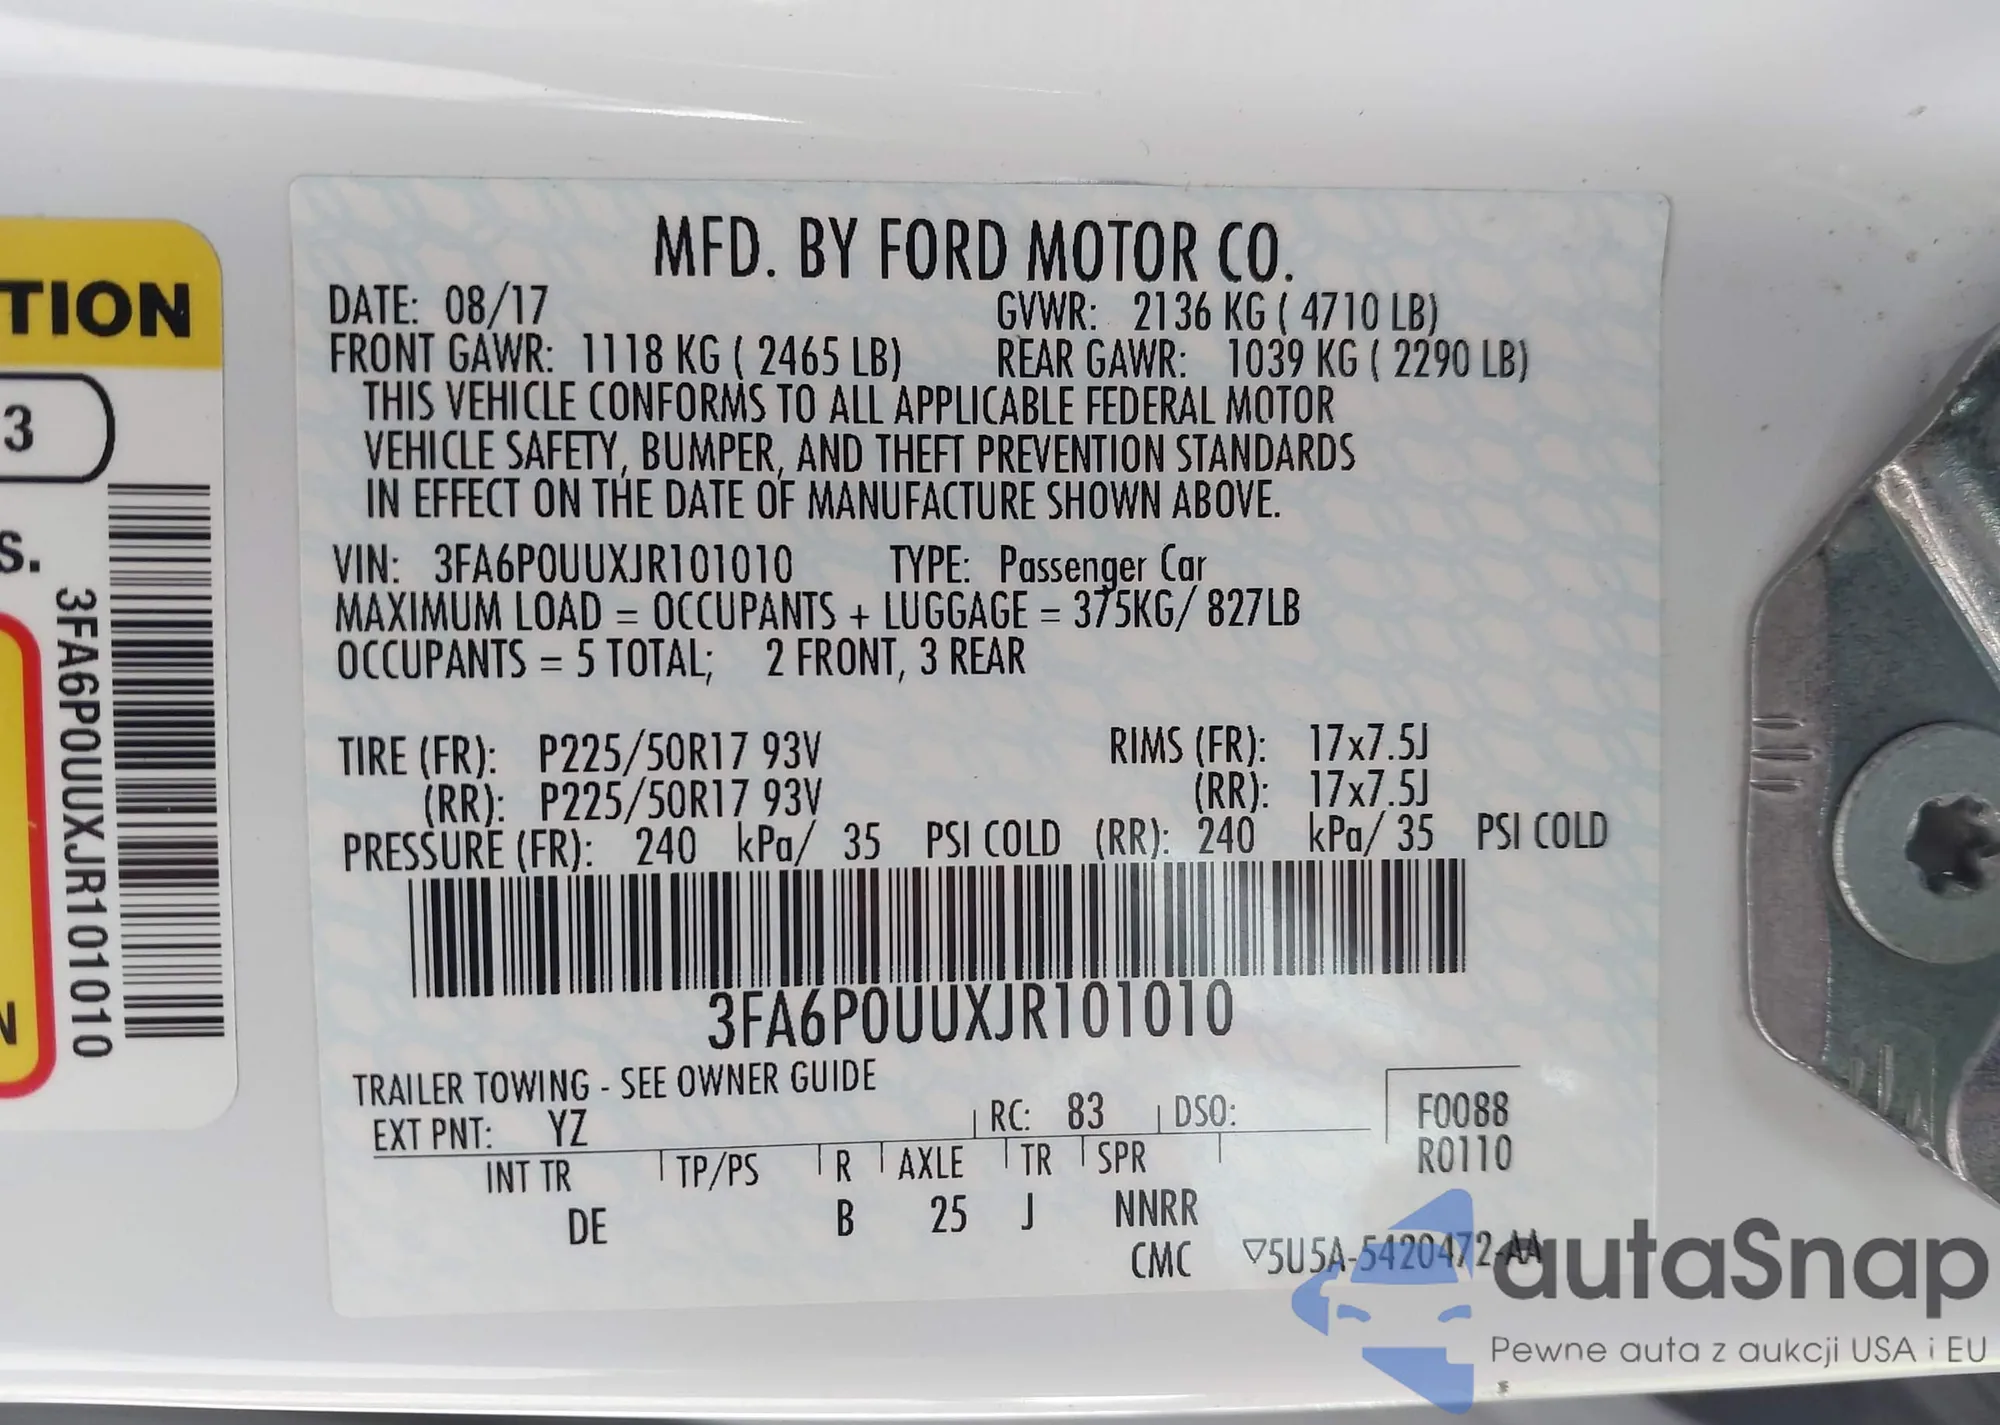 TION
3
S.
N
3FA6P0UUXJR101010
MFD. BY FORD MOTOR CO.
DATE: 08/17 GVWR: 2136 KG ( 4710 LB)
FRONT GAWR: 1118 KG ( 2465 LB) REAR GAWR: 1039 KG ( 2290 LB)
THIS VEHICLE CONFORMS TO ALL APPLICABLE FEDERAL MOTOR
VEHICLE SAFETY, BUMPER, AND THEFT PREVENTION STANDARDS
IN EFFECT ON THE DATE OF MANUFACTURE SHOWN ABOVE.
VIN: 3FA6P0UUXJR101010 TYPE: Passenger Car
MAXIMUM LOAD = OCCUPANTS + LUGGAGE = 375KG/ 827LB
OCCUPANTS = 5 TOTAL; 2 FRONT, 3 REAR
TIRE (FR): P225/50R17 93V RIMS (FR): 17x7.5J
(RR): P225/50R17 93V (RR): 17x7.5J
PRESSURE (FR): 240 kPa/ 35 PSI COLD (RR): 240 kPa/ 35 PSI COLD
3FA6P0UUXJR101010
TRAILER TOWING - SEE OWNER GUIDE
EXT PNT: YZ RC: 83 DSO: F0088
INT TR TP/PS R AXLE TR SPR R0110
DE B 25 J NNRR
CMC ▽5U5A-5420472-AA
autaSnap
Pewne auta z aukcji USA i EU